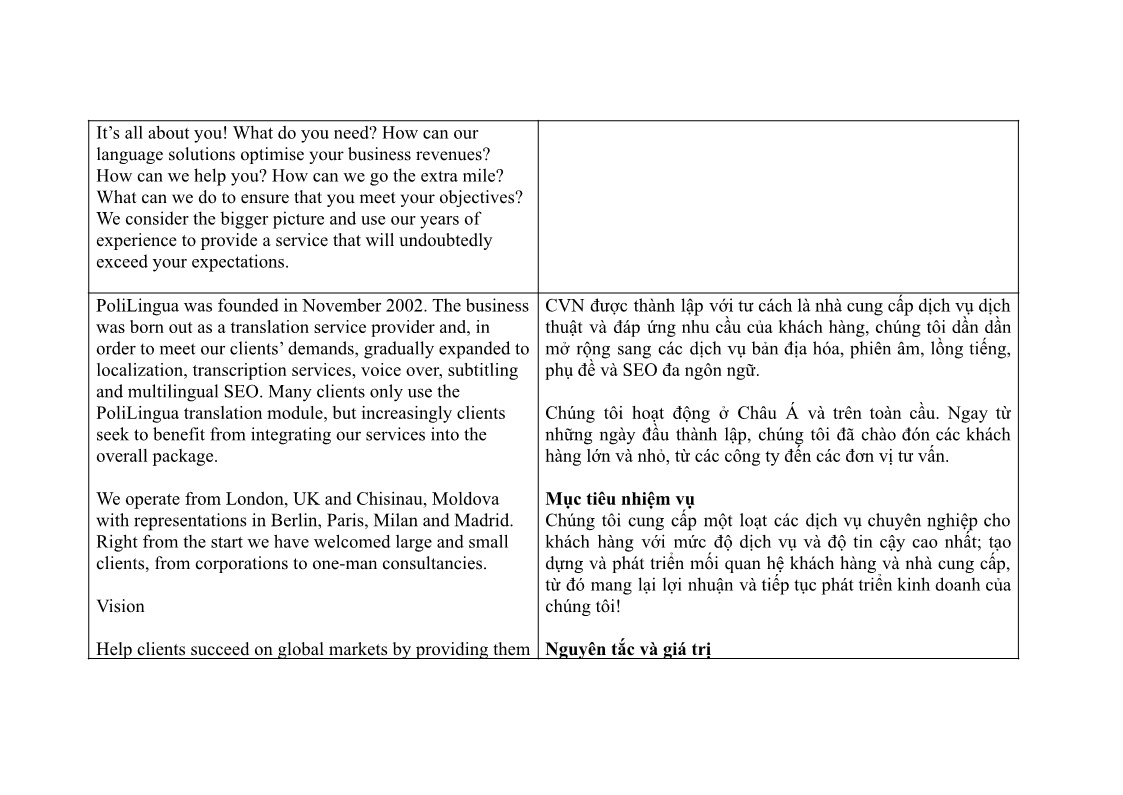 It’s all about you! What do you need? How can our
language solutions optimise your business revenues?
How can we help you? How can we go the extra mile?
What can we do to ensure that you meet your objectives?
We consider the bigger picture and use our years of
experience to provide a service that will undoubtedly
exceed your expectations.
PoliLingua was founded in November 2002. The business
was born out as a translation service provider and, in
order to meet our clients’ demands, gradually expanded to
localization, transcription services, voice over, subtitling
and multilingual SEO. Many clients only use the
PoliLingua translation module, but increasingly clients
seek to benefit from integrating our services into the
overall package.
We operate from London, UK and Chisinau, Moldova
with representations in Berlin, Paris, Milan and Madrid.
Right from the start we have welcomed large and small
clients, from corporations to one-man consultancies.
Vision
Help clients succeed on global markets by providing them
CVN được thành lập với tư cách là nhà cung cấp dịch vụ dịch
thuật và đáp ứng nhu cầu của khách hàng, chúng tôi dần dần
mở rộng sang các dịch vụ bản địa hóa, phiên âm, lồng tiếng,
phụ đề và SEO đa ngôn ngữ.
Chúng tôi hoạt động ở Châu Á và trên toàn cầu. Ngay từ
những ngày đầu thành lập, chúng tôi đã chào đón các khách
hàng lớn và nhỏ, từ các công ty đến các đơn vị tư vấn.
Mục tiêu nhiệm vụ
Chúng tôi cung cấp một loạt các dịch vụ chuyên nghiệp cho
khách hàng với mức độ dịch vụ và độ tin cậy cao nhất; tạo
dựng và phát triển mối quan hệ khách hàng và nhà cung cấp,
từ đó mang lại lợi nhuận và tiếp tục phát triển kinh doanh của
chúng tôi!
Nguyên tắc và giá trị